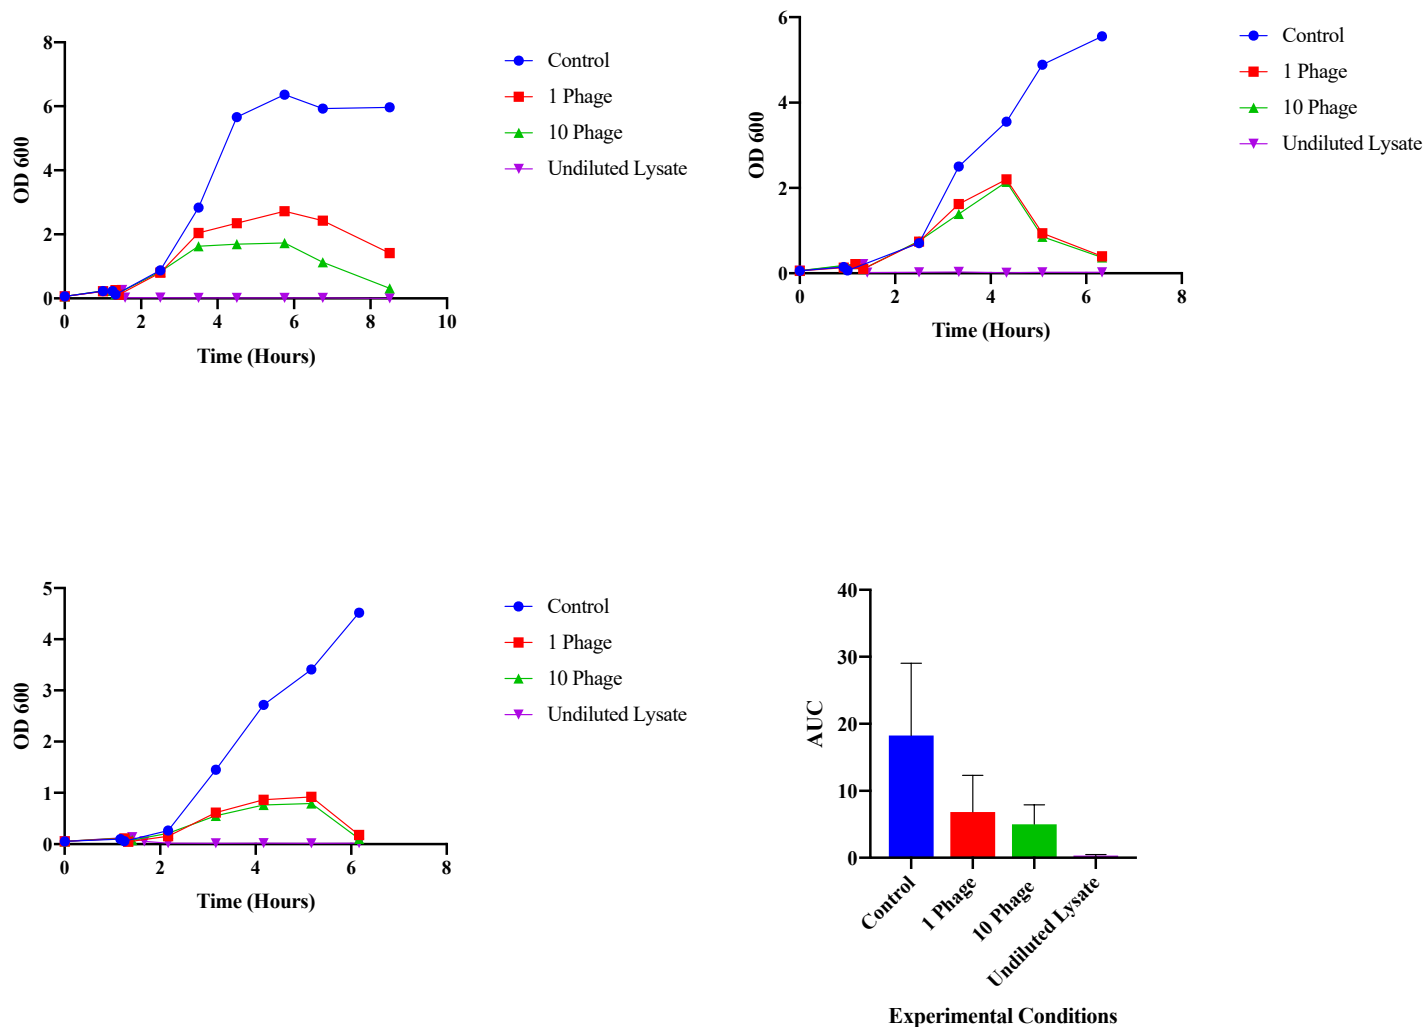 8
6
4
2
0
OD 600
0 2 4 6 8 10
Time (Hours)
Control
1 Phage
10 Phage
Undiluted Lysate
6
4
2
0
OD 600
0 2 4 6 8
Time (Hours)
Control
1 Phage
10 Phage
Undiluted Lysate
5
4
3
2
1
0
OD 600
0 2 4 6 8
Time (Hours)
Control
1 Phage
10 Phage
Undiluted Lysate
40
30
20
10
0
AUC
Control
1 Phage
10 Phage
Undiluted Lysate
Experimental Conditions